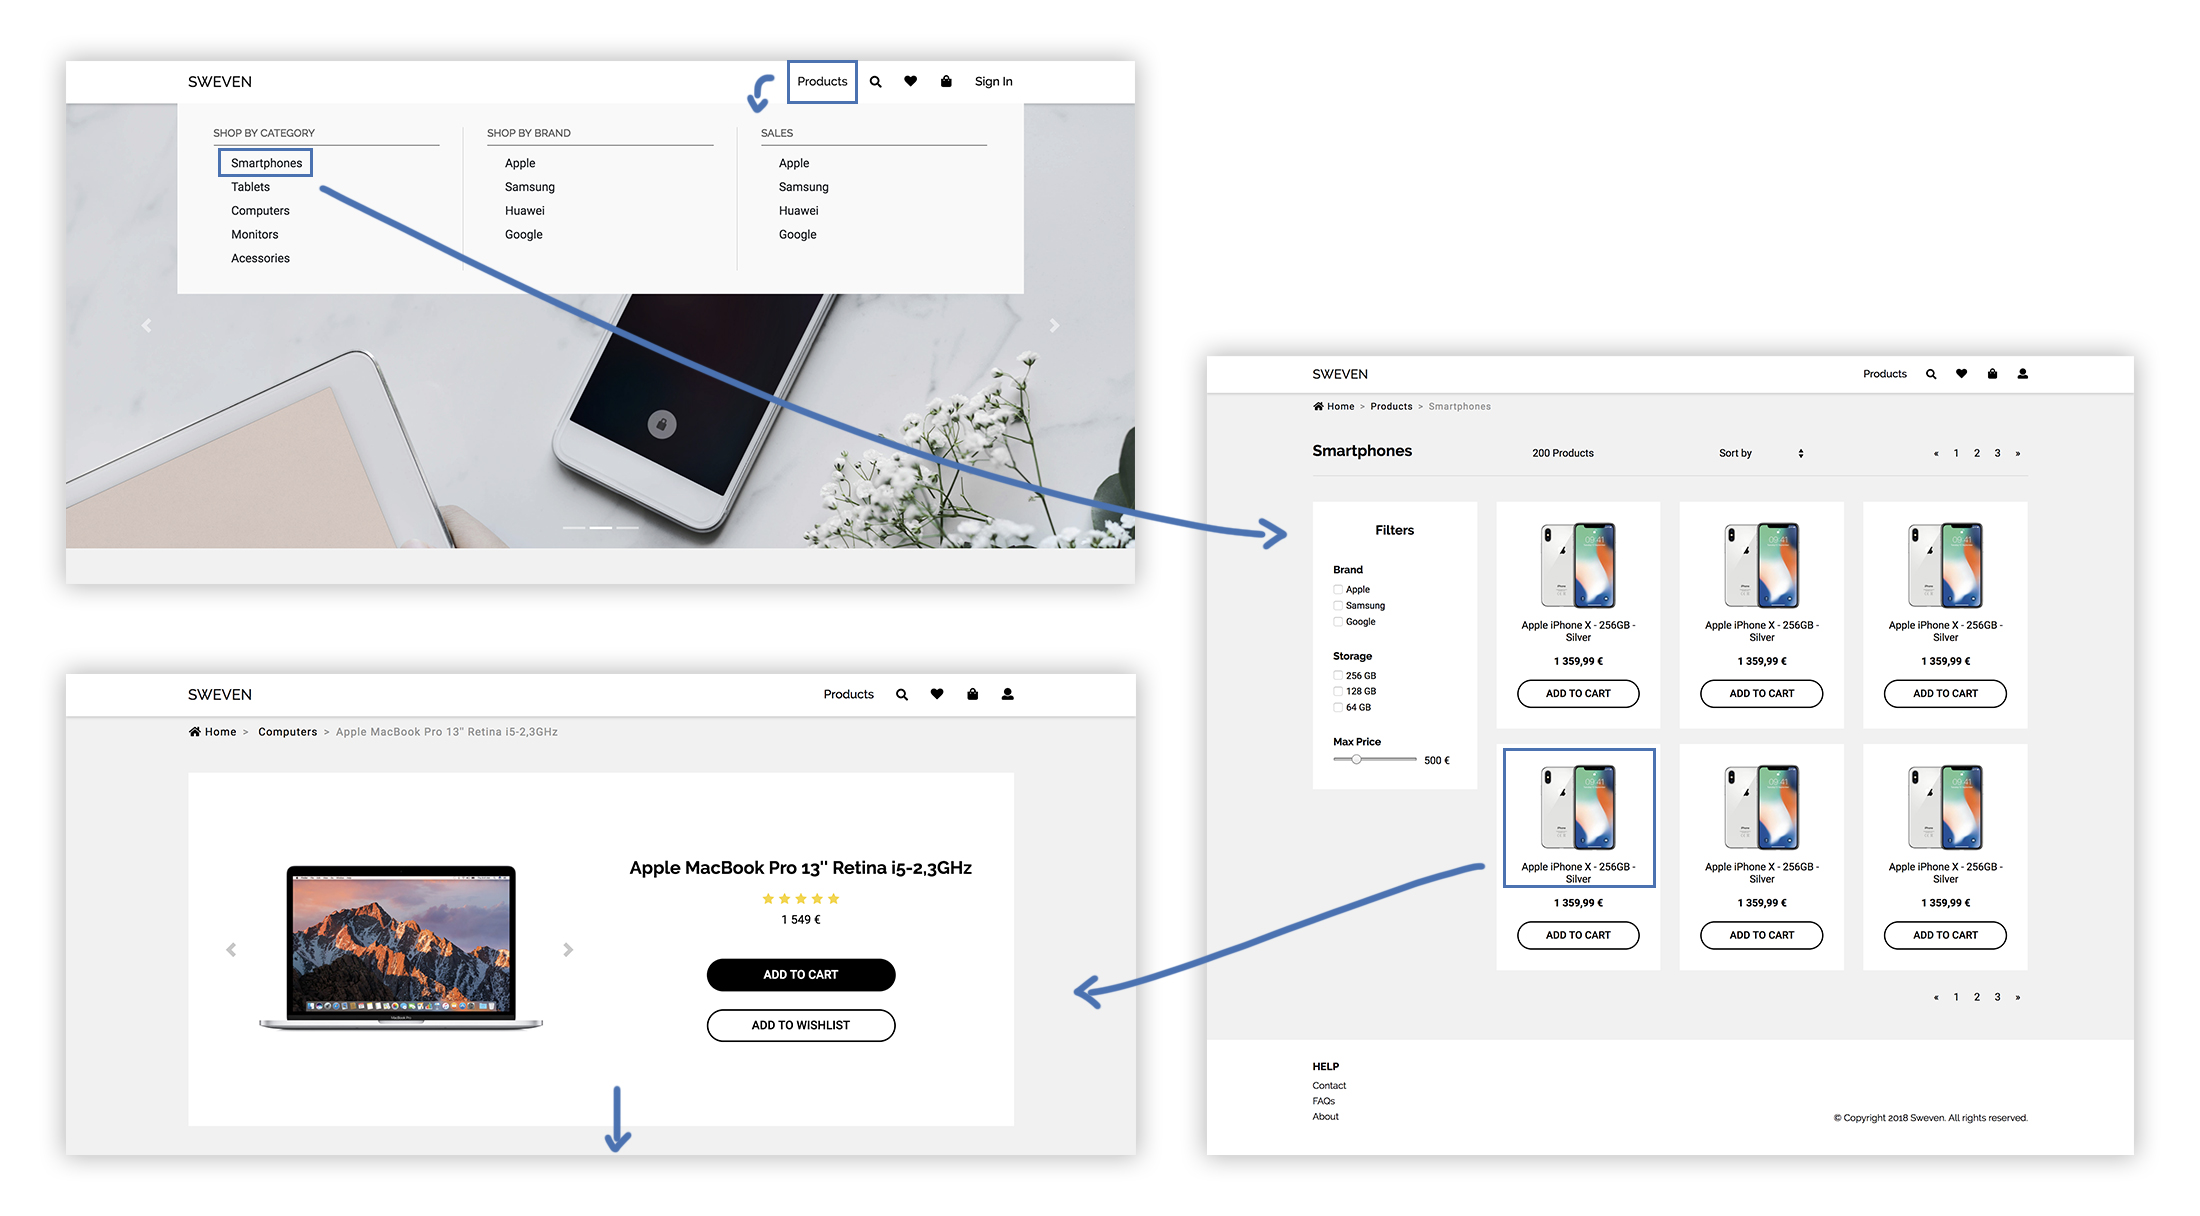 SWEVEN
Products
Sign In
SHOP BY CATEGORY
Smartphones
Tablets
Computers
Monitors
Acessories
SHOP BY BRAND
Apple
Samsung
Huawei
Google
SALES
Apple
Samsung
Huawei
Google
SWEVEN
Products
Home > Products > Smartphones
Smartphones
200 Products
Sort by
« 1 2 3 »
Filters
Brand
Apple
Samsung
Google
Storage
256 GB
128 GB
64 GB
Max Price
500 €
Apple iPhone X - 256GB -
Silver
1 359,99 €
ADD TO CART
Apple iPhone X - 256GB -
Silver
1 359,99 €
ADD TO CART
Apple iPhone X - 256GB -
Silver
1 359,99 €
ADD TO CART
Apple iPhone X - 256GB -
Silver
1 359,99 €
ADD TO CART
Apple iPhone X - 256GB -
Silver
1 359,99 €
ADD TO CART
Apple iPhone X - 256GB -
Silver
1 359,99 €
ADD TO CART
« 1 2 3 »
HELP
Contact
FAQs
About
© Copyright 2018 Sweven. All rights reserved.
SWEVEN
Products
Home > Computers > Apple MacBook Pro 13'' Retina i5-2,3GHz
Apple MacBook Pro 13'' Retina i5-2,3GHz
1 549 €
ADD TO CART
ADD TO WISHLIST